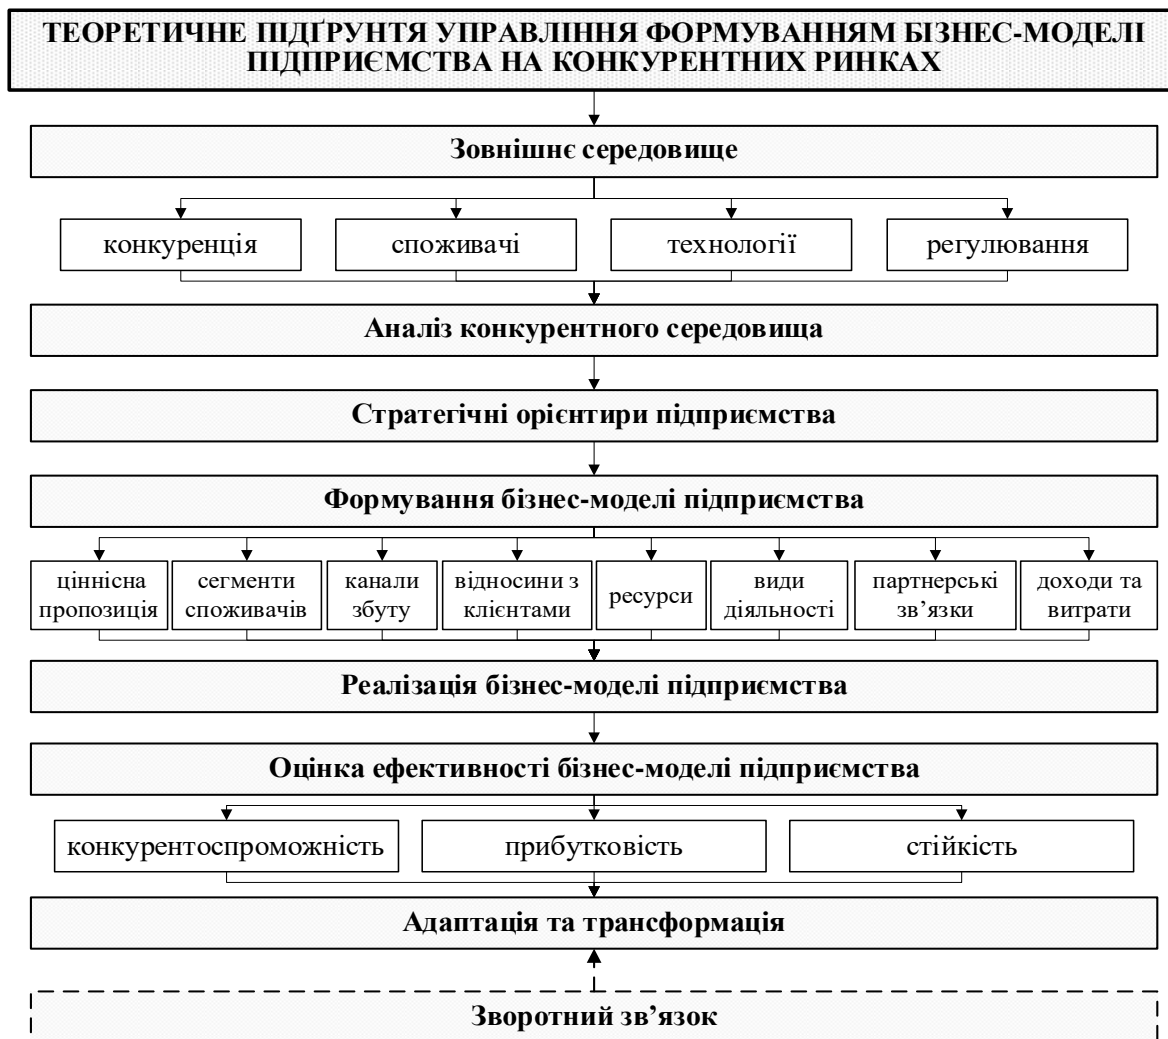 ТЕОРЕТИЧНЕ ПІДҐРУНТЯ УПРАВЛІННЯ ФОРМУВАННЯМ БІЗНЕС-МОДЕЛІ
ПІДПРИЄМСТВА НА КОНКУРЕНТНИХ РИНКАХ
Зовнішнє середовище
конкуренція
споживачі
технології
регулювання
Аналіз конкурентного середовища
Стратегічні орієнтири підприємства
Формування бізнес-моделі підприємства
ціннісна
пропозиція
сегменти
споживачів
канали
збуту
відносини з
клієнтами
ресурси
види
діяльності
партнерські
зв’язки
доходи та
витрати
Реалізація бізнес-моделі підприємства
Оцінка ефективності бізнес-моделі підприємства
конкурентоспроможність
прибутковість
стійкість
Адаптація та трансформація
Зворотний зв’язок